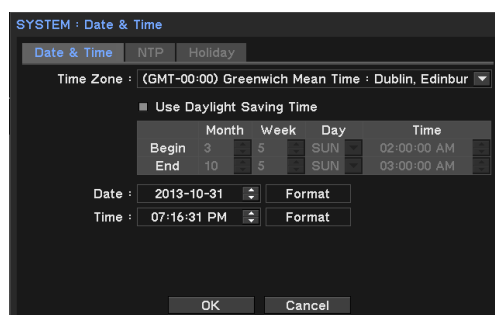 SYSTEM : Date & Time
Date & Time NTP Holiday
Time Zone : (GMT-00:00) Greenwich Mean Time : Dublin, Edinbur
Use Daylight Saving Time
Month Week Day Time
Begin 3 5 SUN 02:00:00 AM
End 10 5 SUN 03:00:00 AM
Date : 2013-10-31 Format
Time : 07:16:31 PM Format
OK Cancel